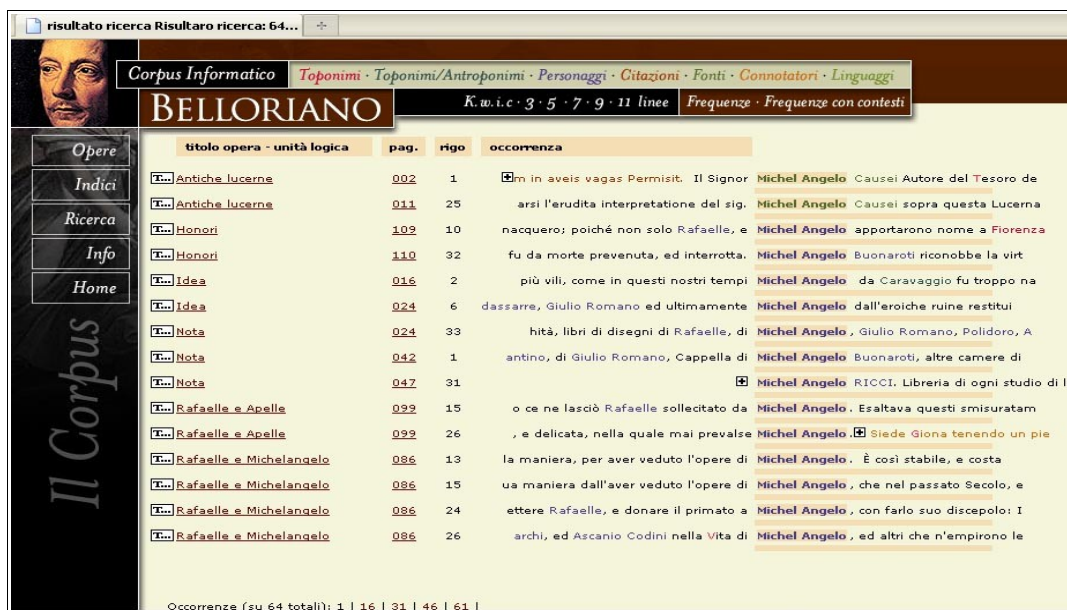 risultato ricerca Risultaro ricerca: 64...
Corpus Informatico Toponimi · Toponimi/Antroponimi · Personaggi · Citazioni · Fonti · Connotatori · Linguaggi
BELLORIANO K.w.i.c · 3 · 5 · 7 · 9 · 11 linee Frequenze · Frequenze con contesti
Opere
Indici
Ricerca
Info
Home
Il Corpus
titolo opera - unità logica pag. rigo occorrenza
T... Antiche lucerne 002 1 m in aveis vagas Permisit. Il Signor Michel Angelo Causei Autore del Tesoro de
T... Antiche lucerne 011 25 arsi l'erudita interpretazione del sig. Michel Angelo Causei sopra questa Lucerna
T... Honori 109 10 nacquero; poiché non solo Rafaelle, e Michel Angelo apportarono nome a Fiorenza
T... Honori 110 32 fu da morte prevenuta, ed interrotta. Michel Angelo Buonaroti riconobbe la virt
T... Idea 016 2 più vili, come in questi nostri tempi Michel Angelo da Caravaggio fu troppo na
T... Idea 024 6 dassarre, Giulio Romano ed ultimamente Michel Angelo dall'eroiche ruine restitui
T... Nota 024 33 hità, libri di disegni di Rafaelle, di Michel Angelo , Giulio Romano, Polidoro, A
T... Nota 042 1 antino, di Giulio Romano, Cappella di Michel Angelo Buonaroti, altre camere di
T... Nota 047 31 Michel Angelo RICCI. Libreria di ogni studio di l
T... Rafaelle e Apelle 099 15 o ce ne lasciò Rafaelle sollecitato da Michel Angelo . Esaltava questi smisuratam
T... Rafaelle e Apelle 099 26 , e delicata, nella quale mai prevalse Michel Angelo . Siede Giona tenendo un pie
T... Rafaelle e Michelangelo 086 13 la maniera, per aver veduto l'opere di Michel Angelo . È così stabile, e costa
T... Rafaelle e Michelangelo 086 15 ua maniera dall'aver veduto l'opere di Michel Angelo , che nel passato Secolo, e
T... Rafaelle e Michelangelo 086 24 ettere Rafaelle, e donare il primato a Michel Angelo , con farlo suo discepolo: I
T... Rafaelle e Michelangelo 086 26 archi, ed Ascanio Codini nella Vita di Michel Angelo , ed altri che n'empirono le
Occorrenze (su 64 totali): 1 | 16 | 31 | 46 | 61 |